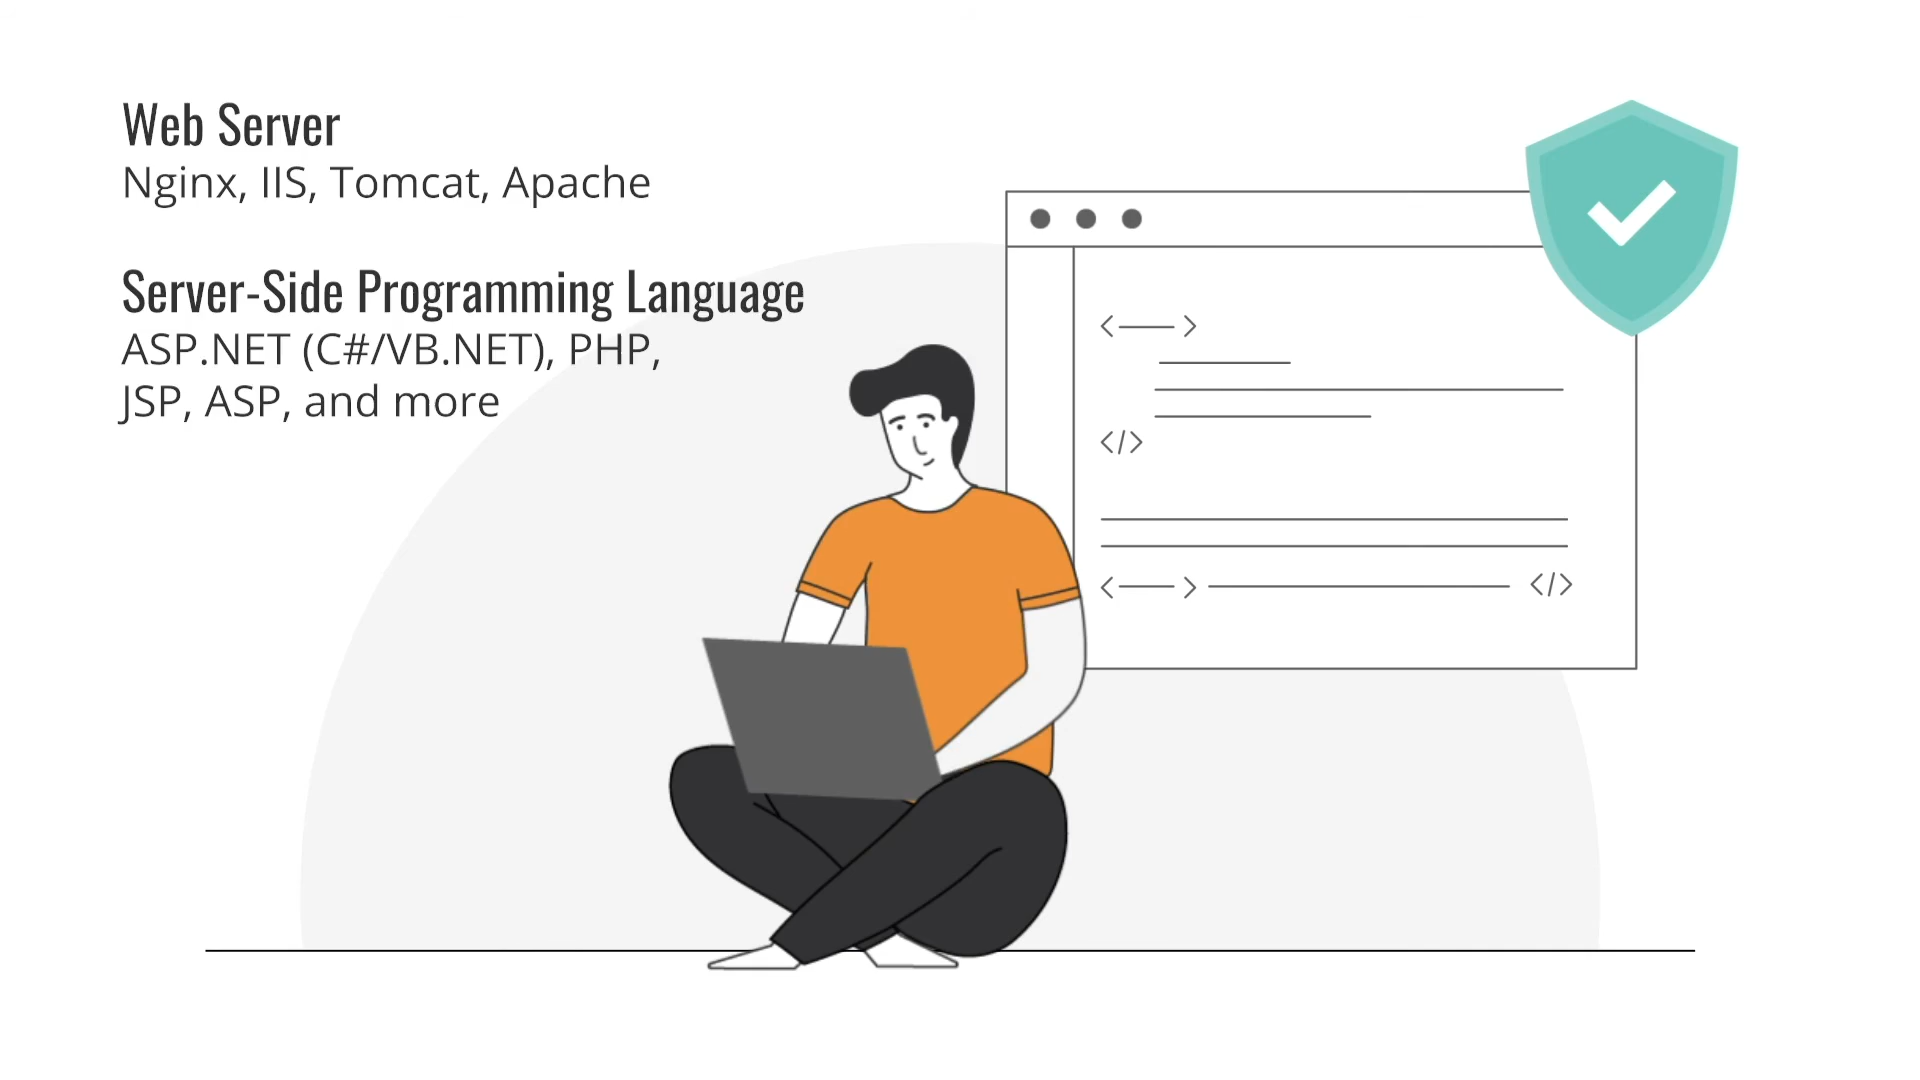 Web Server
Nginx, IIS, Tomcat, Apache
Server-Side Programming Language
ASP.NET (C#/VB.NET), PHP,
JSP, ASP, and more